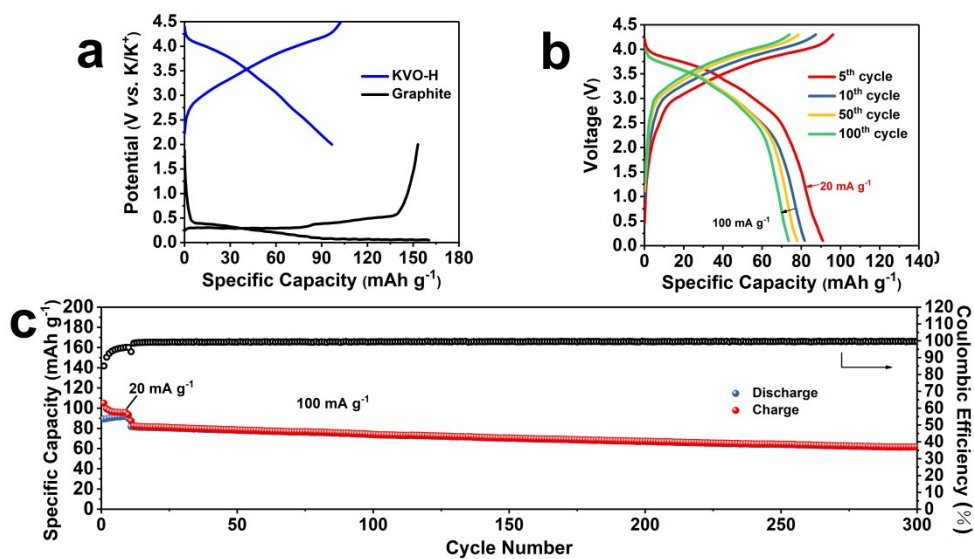 a
Potential (V vs. K/K⁺)
4.5
4.0
3.5
3.0
2.5
2.0
1.5
1.0
0.5
0.0
KVO-H
Graphite
0 30 60 90 120 150 180
Specific Capacity (mAh g⁻¹)
b
Voltage (V)
4.5
4.0
3.5
3.0
2.5
2.0
1.5
1.0
0.5
0.0
5ᵗʰ cycle
10ᵗʰ cycle
50ᵗʰ cycle
100ᵗʰ cycle
20 mA g⁻¹
100 mA g⁻¹
0 20 40 60 80 100 120 140
Specific Capacity (mAh g⁻¹)
c
Specific Capacity (mAh g⁻¹)
200
180
160
140
120
100
80
60
40
20
0
20 mA g⁻¹
100 mA g⁻¹
Discharge
Charge
120
110
100
90
80
70
60
50
40
30
20
10
0
Coulombic Efficiency (%)
0 50 100 150 200 250 300
Cycle Number